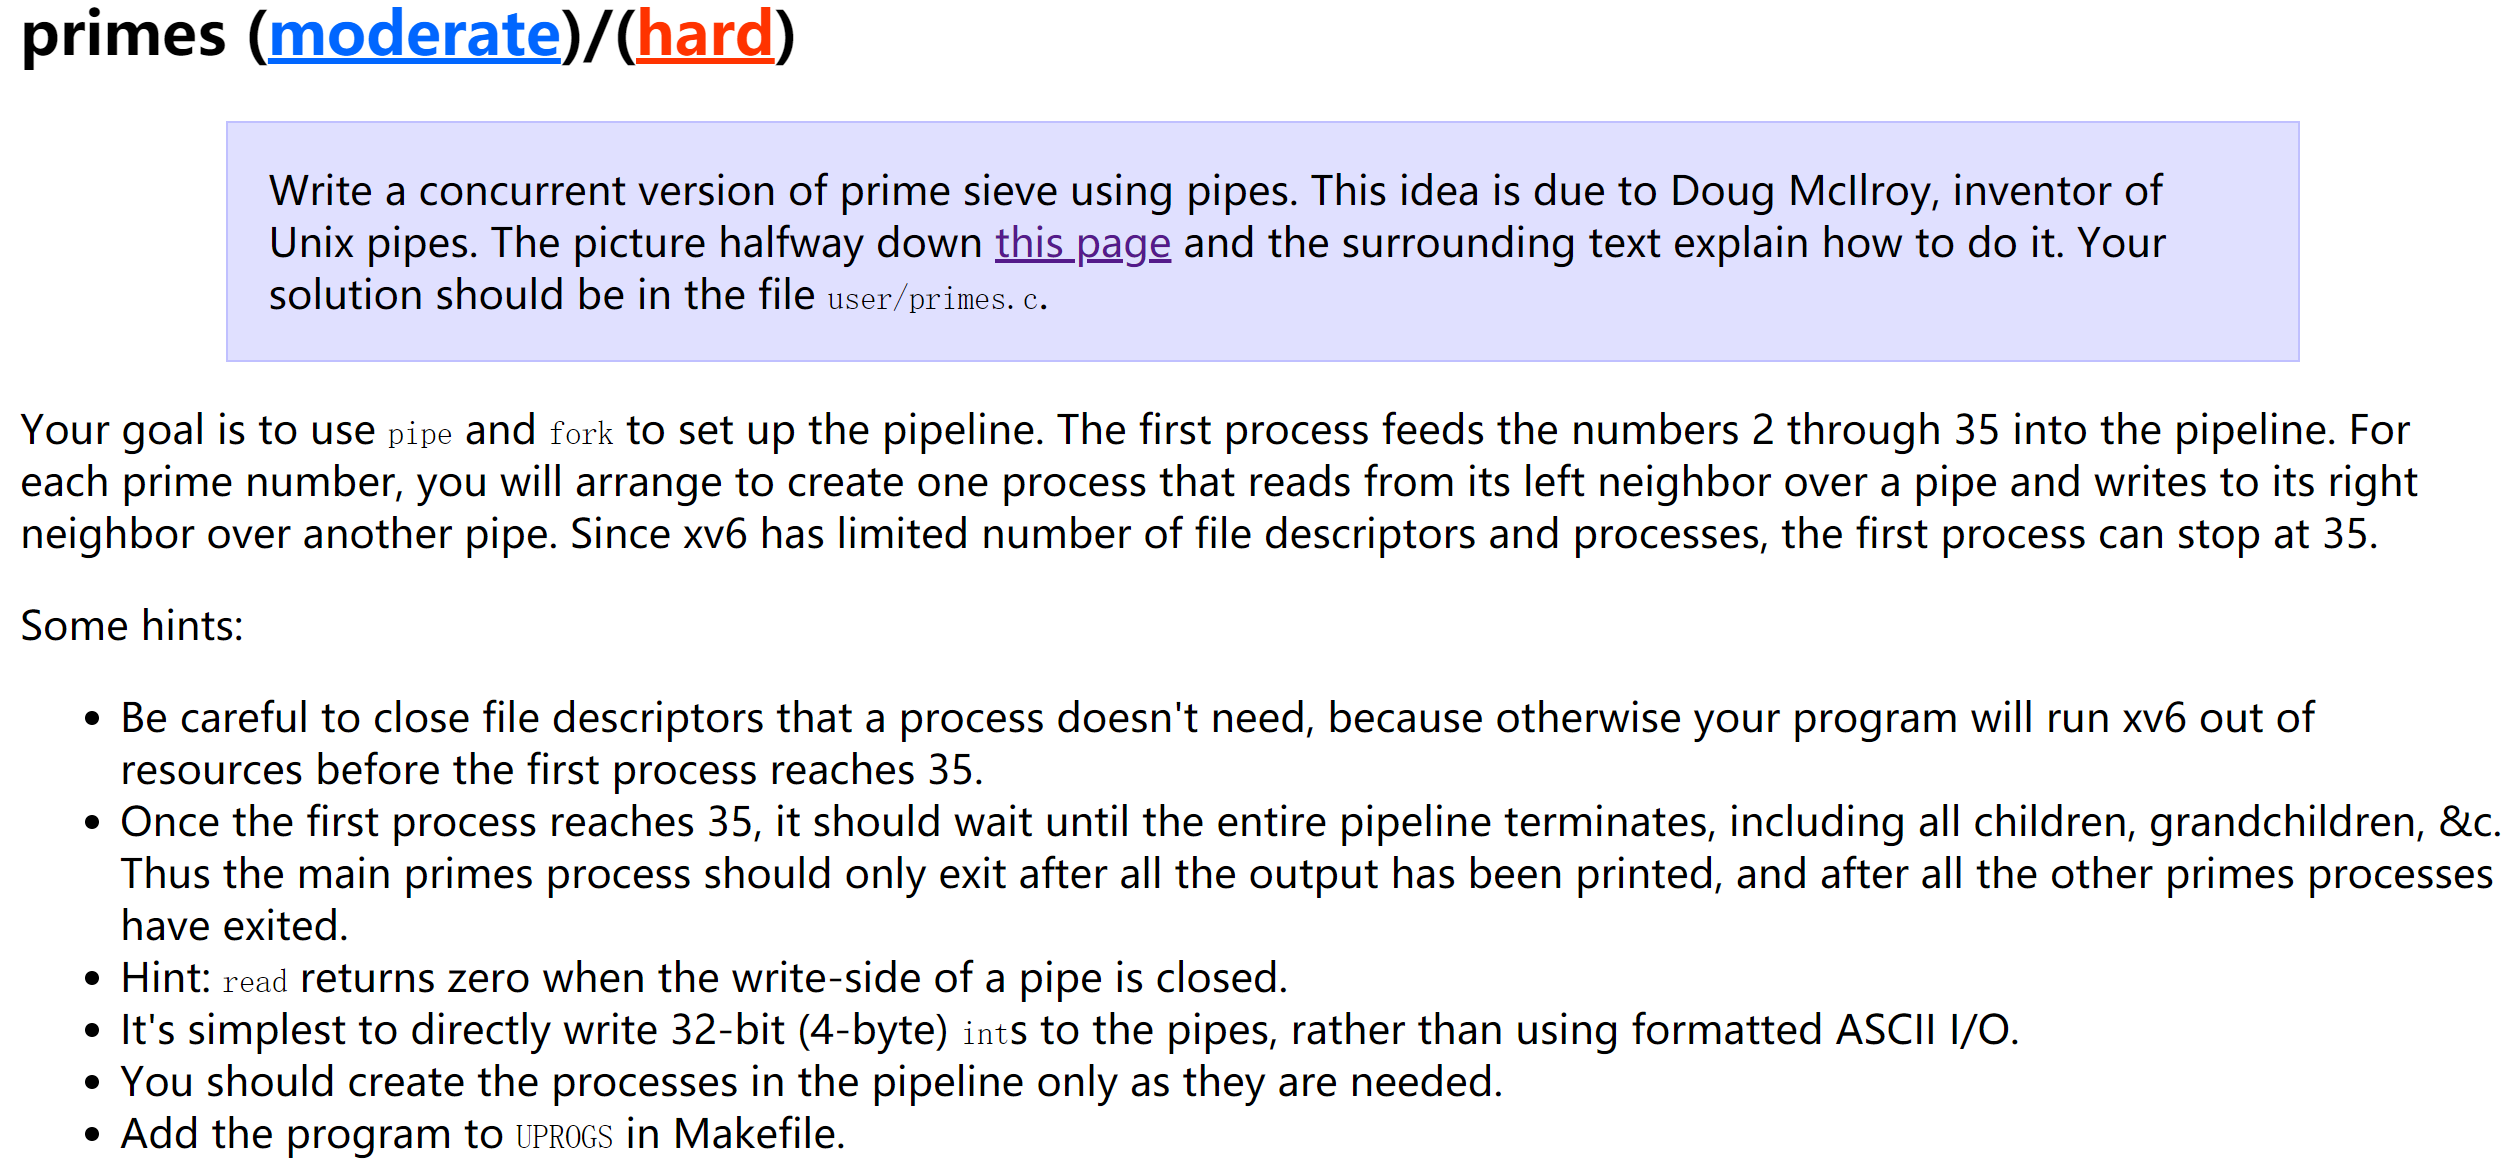 primes (moderate)/(hard)
Write a concurrent version of prime sieve using pipes. This idea is due to Doug McIlroy, inventor of
Unix pipes. The picture halfway down this page and the surrounding text explain how to do it. Your
solution should be in the file user/primes.c.
Your goal is to use pipe and fork to set up the pipeline. The first process feeds the numbers 2 through 35 into the pipeline. For
each prime number, you will arrange to create one process that reads from its left neighbor over a pipe and writes to its right
neighbor over another pipe. Since xv6 has limited number of file descriptors and processes, the first process can stop at 35.
Some hints:
• Be careful to close file descriptors that a process doesn't need, because otherwise your program will run xv6 out of
resources before the first process reaches 35.
• Once the first process reaches 35, it should wait until the entire pipeline terminates, including all children, grandchildren, &c.
Thus the main primes process should only exit after all the output has been printed, and after all the other primes processes
have exited.
• Hint: read returns zero when the write-side of a pipe is closed.
• It's simplest to directly write 32-bit (4-byte) ints to the pipes, rather than using formatted ASCII I/O.
• You should create the processes in the pipeline only as they are needed.
• Add the program to UPROGS in Makefile.